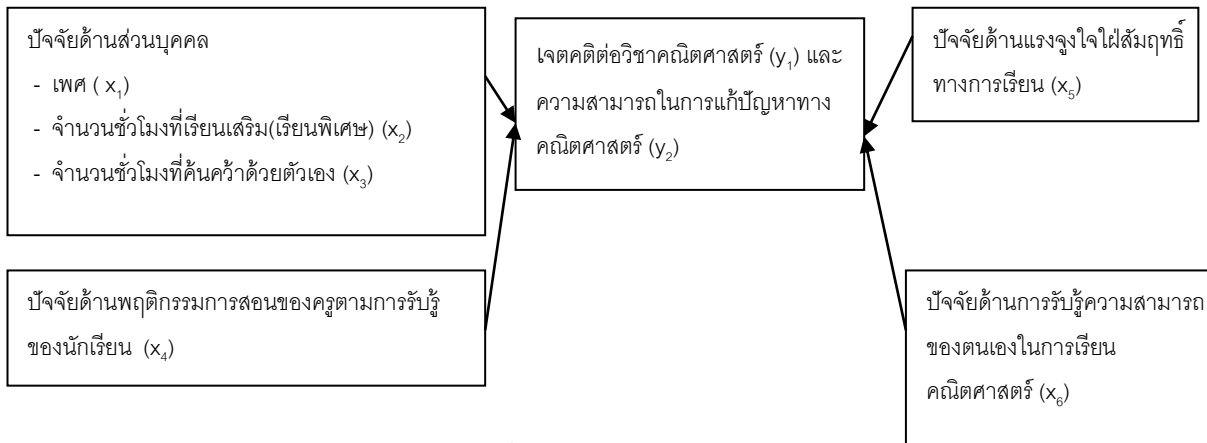 ปัจจัยด้านส่วนบุคคล
- เพศ ( x₁)
- จำนวนชั่วโมงที่เรียนเสริม(เรียนพิเศษ) (x₂)
- จำนวนชั่วโมงที่ค้นคว้าด้วยตัวเอง (x₃)
ปัจจัยด้านพฤติกรรมการสอนของครูตามการรับรู้
ของนักเรียน (x₄)
เจตคติต่อวิชาคณิตศาสตร์ (y₁) และ
ความสามารถในการแก้ปัญหาทาง
คณิตศาสตร์ (y₂)
ปัจจัยด้านแรงจูงใจใฝ่สัมฤทธิ์
ทางการเรียน (x₅)
ปัจจัยด้านการรับรู้ความสามารถ
ของตนเองในการเรียน
คณิตศาสตร์ (x₆)